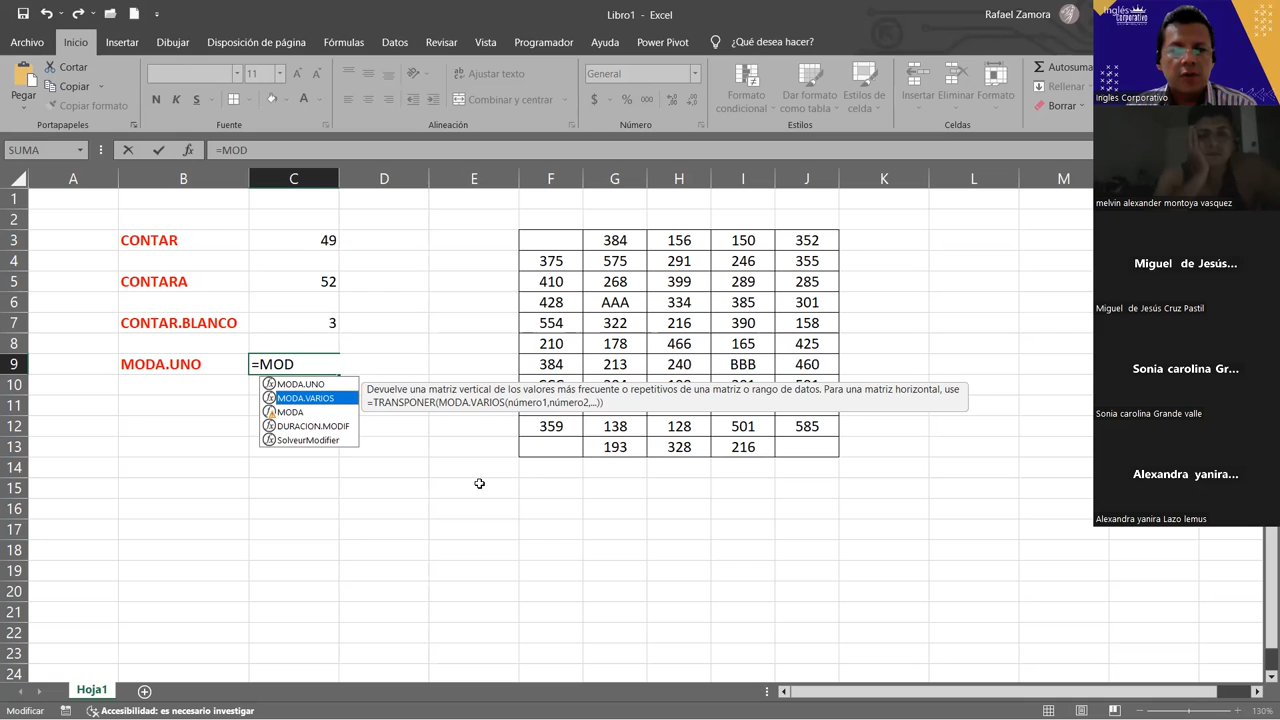 Libro1 - Excel
Rafael Zamora
Archivo Inicio Insertar Dibujar Disposición de página Fórmulas Datos Revisar Vista Programador Ayuda Power Pivot ¿Qué desea hacer?
Pegar
Cortar
Copiar
Copiar formato
Portapapeles
11
N K S
Fuente
Ajustar texto
Combinar y centrar
Alineación
General
$ % 000
Número
Formato condicional
Dar formato como tabla
Estilos de celda
Estilos
Insertar Eliminar Formato
Celdas
Autosuma
Rellenar
Borrar
SUMA
=MOD
A B C D E F G H I J K L M
1
2
3 CONTAR 49 384 156 150 352
4 375 575 291 246 355
5 CONTARA 52 410 268 399 289 285
6 428 AAA 334 385 301
7 CONTAR.BLANCO 3 554 322 216 390 158
8 210 178 466 165 425
9 MODA.UNO =MOD 384 213 240 BBB 460
10
MODA.UNO
MODA.VARIOS
MODA
DURACION.MODIF
SolveurModifier
Devuelve una matriz vertical de los valores más frecuente o repetitivos de una matriz o rango de datos. Para una matriz horizontal, use
=TRANSPONER(MODA.VARIOS(número1,número2,...))
11
12 359 138 128 501 585
13 193 328 216
14
15
16
17
18
19
20
21
22
23
24
Hoja1
Modificar
Accesibilidad: es necesario investigar
130%
Inglés Corporativo
Ingles Corporativo
melvin alexander montoya vasquez
Miguel de Jesús...
Miguel de Jesús Cruz Pastil
Sonia carolina Gr...
Sonia carolina Grande valle
Alexandra yanira...
Alexandra yanira Lazo lemus